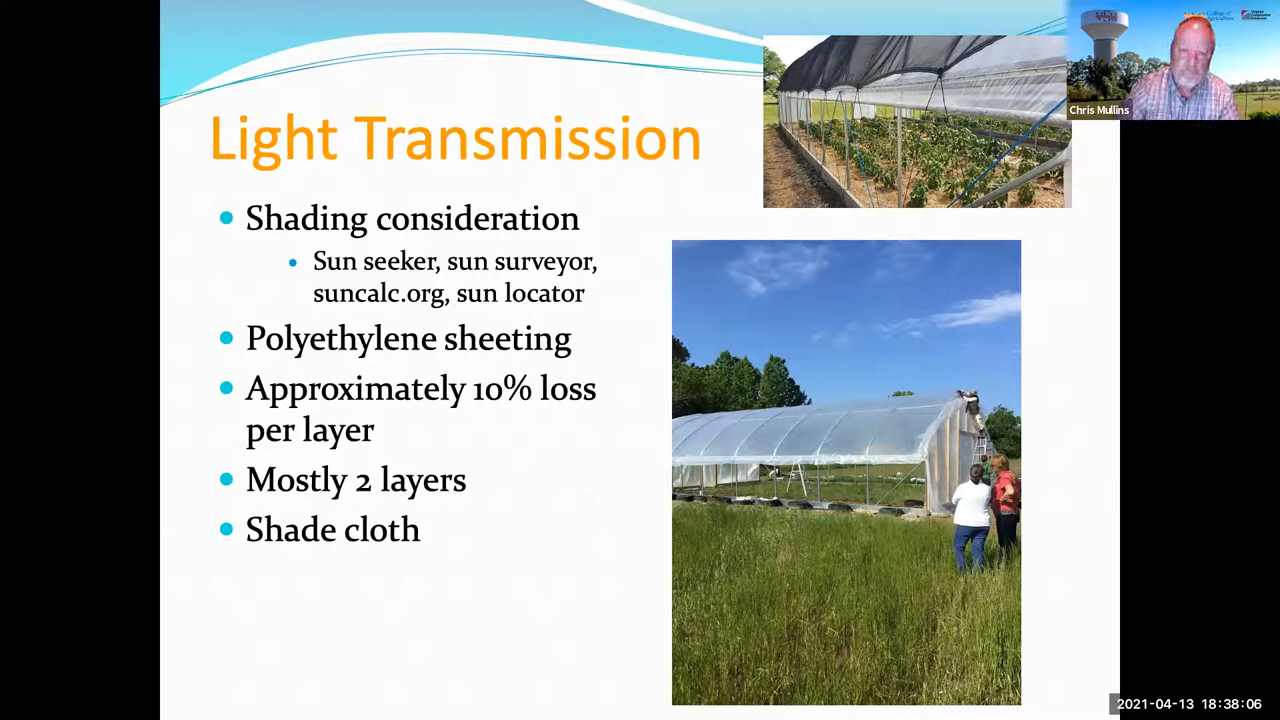 Light Transmission
Shading consideration
Sun seeker, sun surveyor,
suncalc.org, sun locator
Polyethylene sheeting
Approximately 10% loss
per layer
Mostly 2 layers
Shade cloth
Chris Mullins
2021-04-13 18:38:06